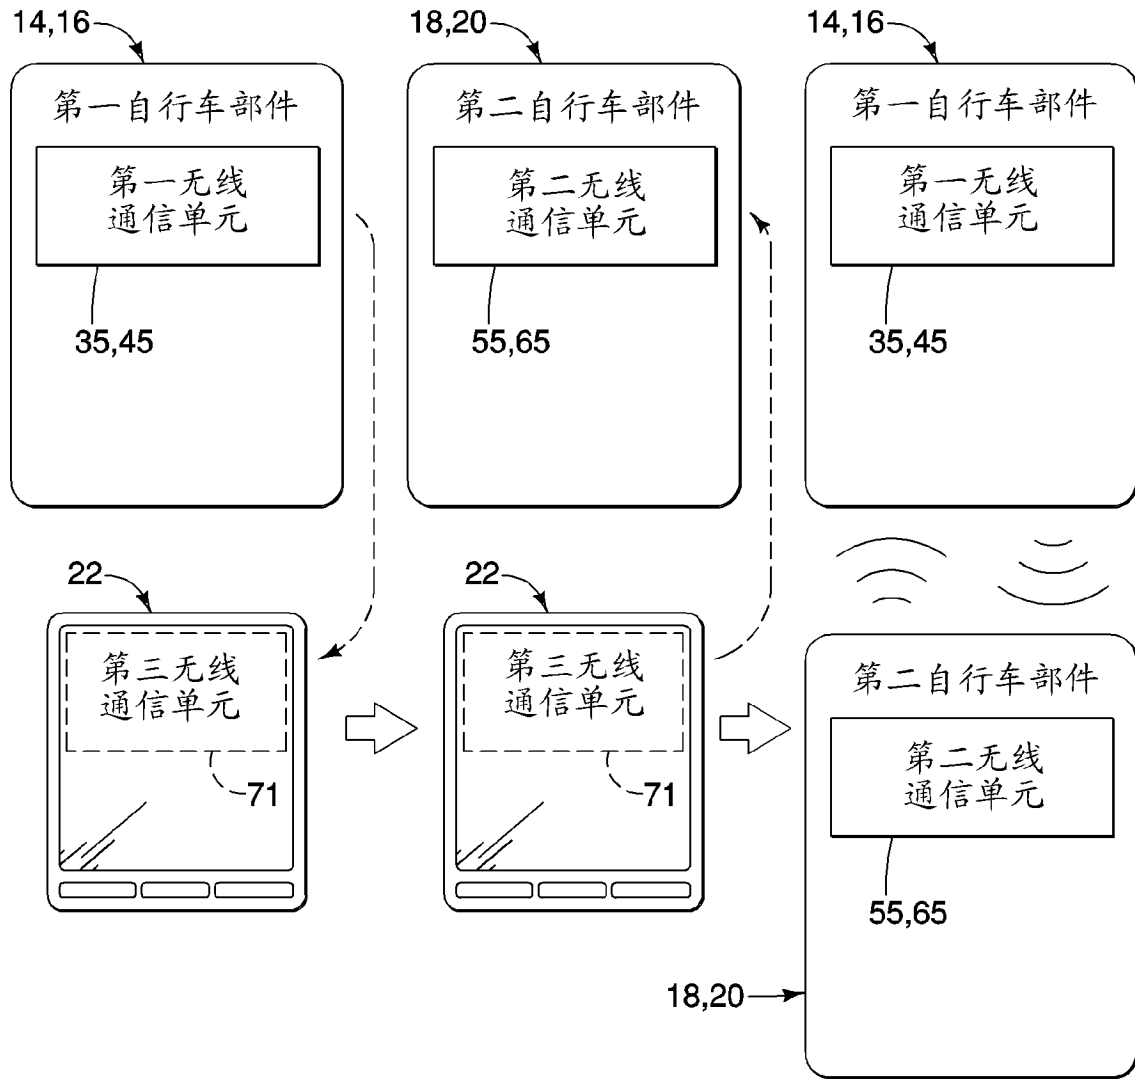 14,16
第一自行车部件
第一无线
通信单元
35,45
18,20
第二自行车部件
第二无线
通信单元
55,65
14,16
第一自行车部件
第一无线
通信单元
35,45
22
第三无线
通信单元
71
22
第三无线
通信单元
71
第二自行车部件
第二无线
通信单元
55,65
18,20